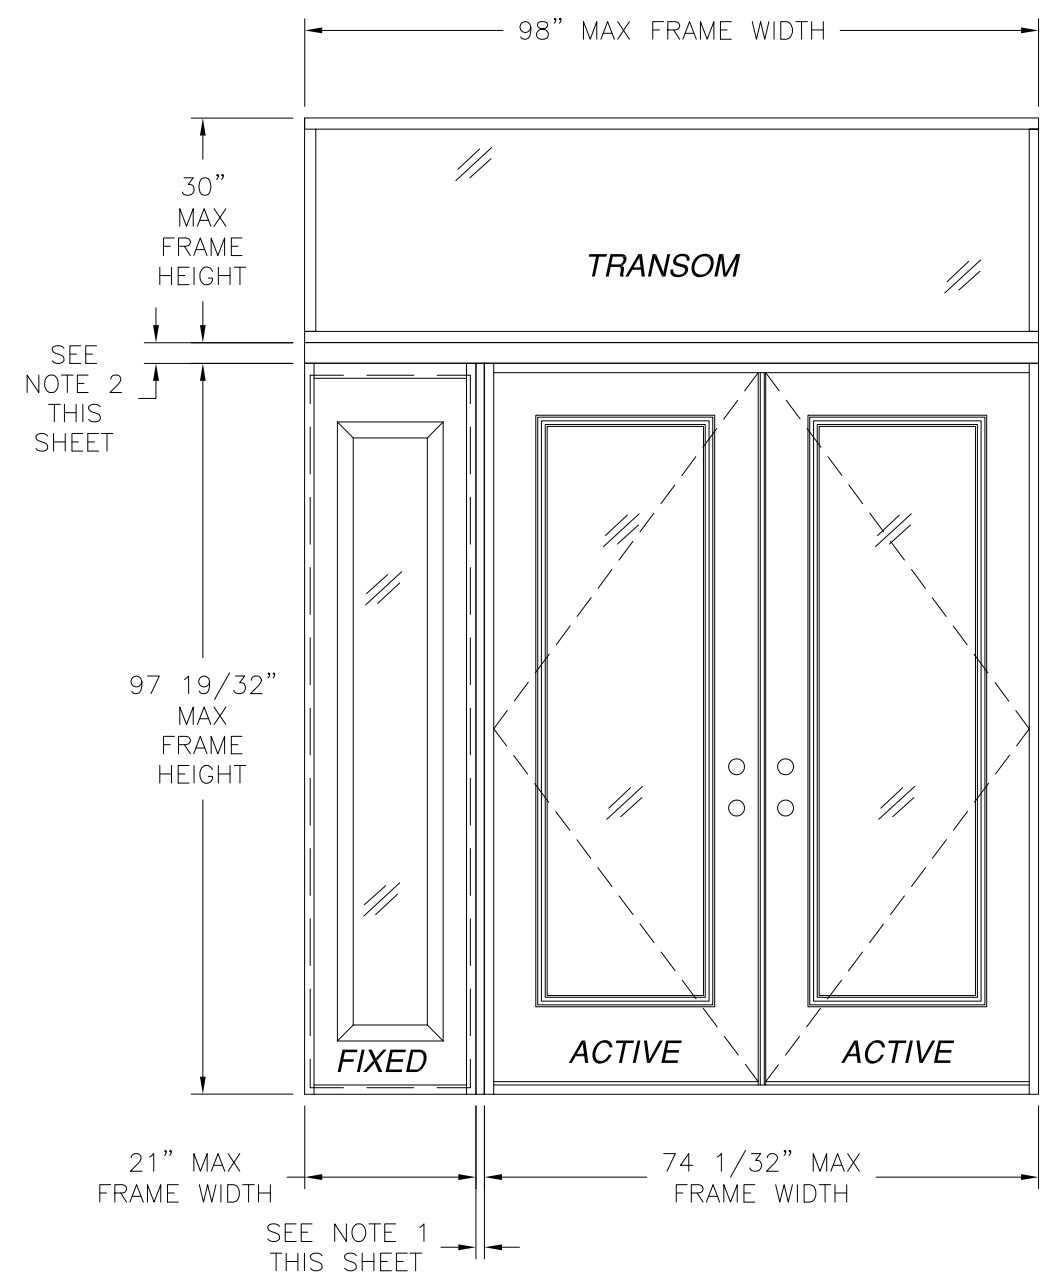 98” MAX FRAME WIDTH
30”
MAX
FRAME
HEIGHT
TRANSOM
SEE
NOTE 2
THIS
SHEET
97 19/32”
MAX
FRAME
HEIGHT
FIXED
ACTIVE
ACTIVE
21” MAX
FRAME WIDTH
74 1/32” MAX
FRAME WIDTH
SEE NOTE 1
THIS SHEET